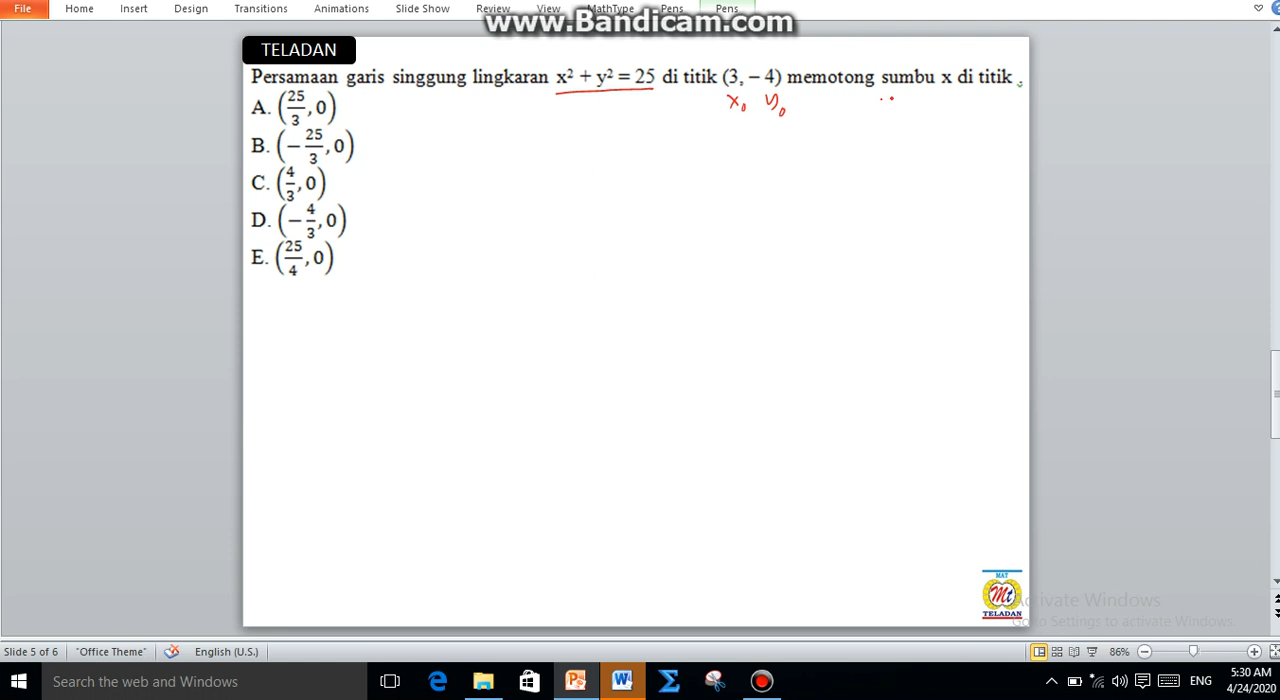 File Home Insert Design Transitions Animations Slide Show Review View MathType Pens Pens
www.Bandicam.com
TELADAN
Persamaan garis singgung lingkaran x² + y² = 25 di titik (3, – 4) memotong sumbu x di titik
x₀ y₀
A. (25/3, 0)
B. (–25/3, 0)
C. (4/3, 0)
D. (–4/3, 0)
E. (25/4, 0)
MAT
Mt
TELADAN
Activate Windows
Go to Settings to activate Windows.
Slide 5 of 6 "Office Theme" English (U.S.) 86%
Search the web and Windows
ENG
5:30 AM
4/24/2020